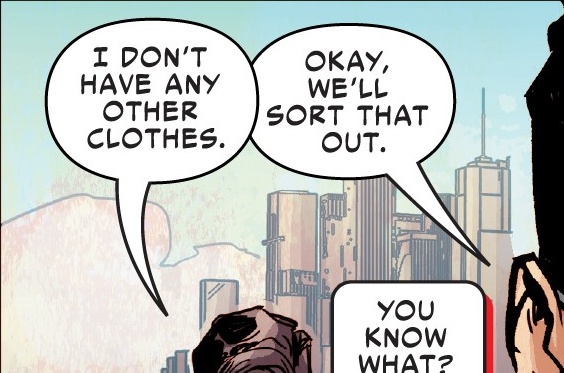 I DON'T
HAVE ANY
OTHER
CLOTHES.
OKAY,
WE'LL
SORT THAT
OUT.
YOU
KNOW
WHAT?